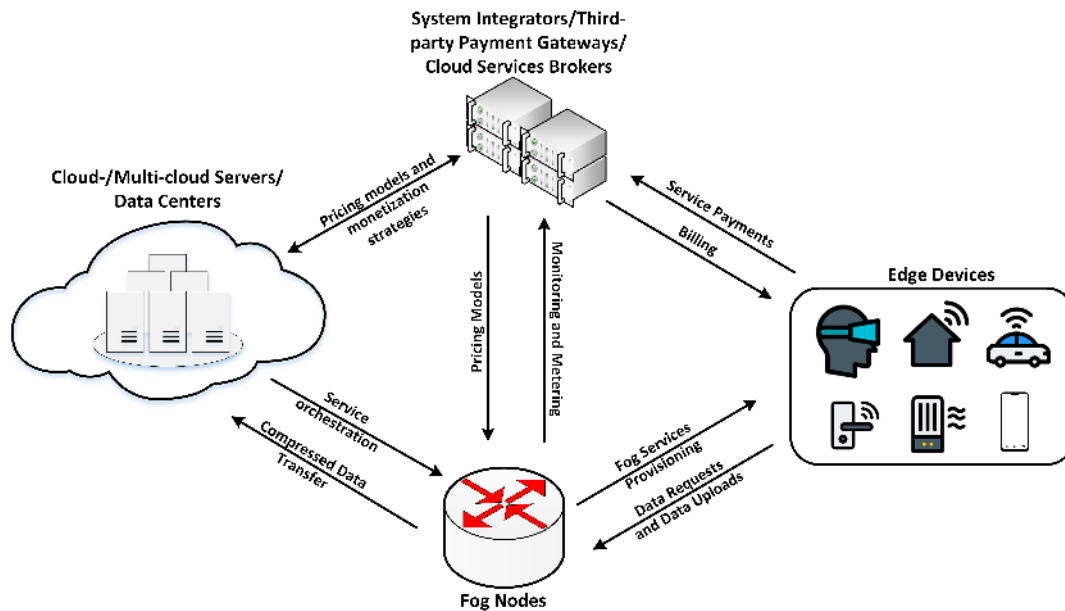 System Integrators/Third-
party Payment Gateways/
Cloud Services Brokers
Cloud-/Multi-cloud Servers/
Data Centers
Pricing models and
monetization
strategies
Service Payments
Billing
Edge Devices
Pricing Models
Monitoring and Metering
Service
orchestration
Compressed Data
Transfer
Fog Services
Provisioning
Data Requests
and Data Uploads
Fog Nodes